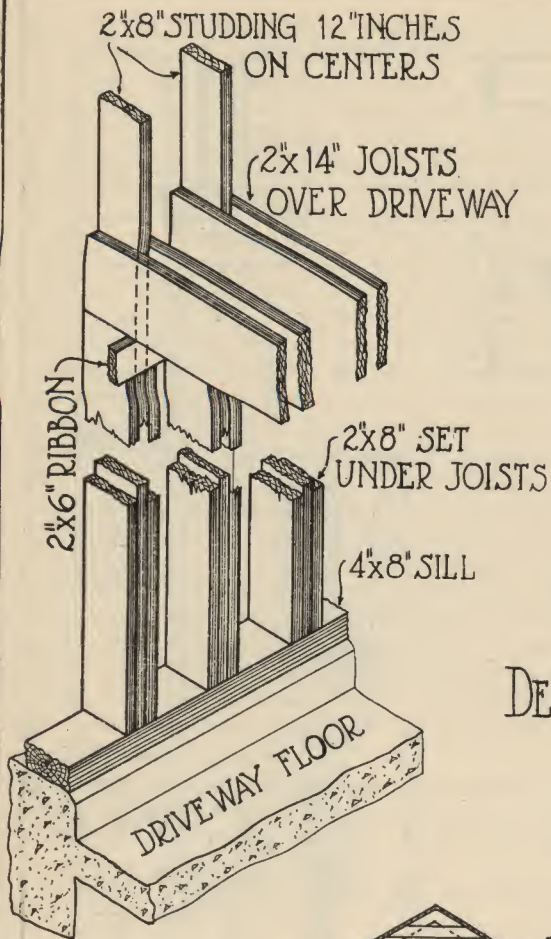 2"x8" STUDDING 12" INCHES
ON CENTERS
2"x14" JOISTS
OVER DRIVEWAY
2"x6" RIBBON
2"x8" SET
UNDER JOISTS
4"x8" SILL
DE
DRIVEWAY FLOOR